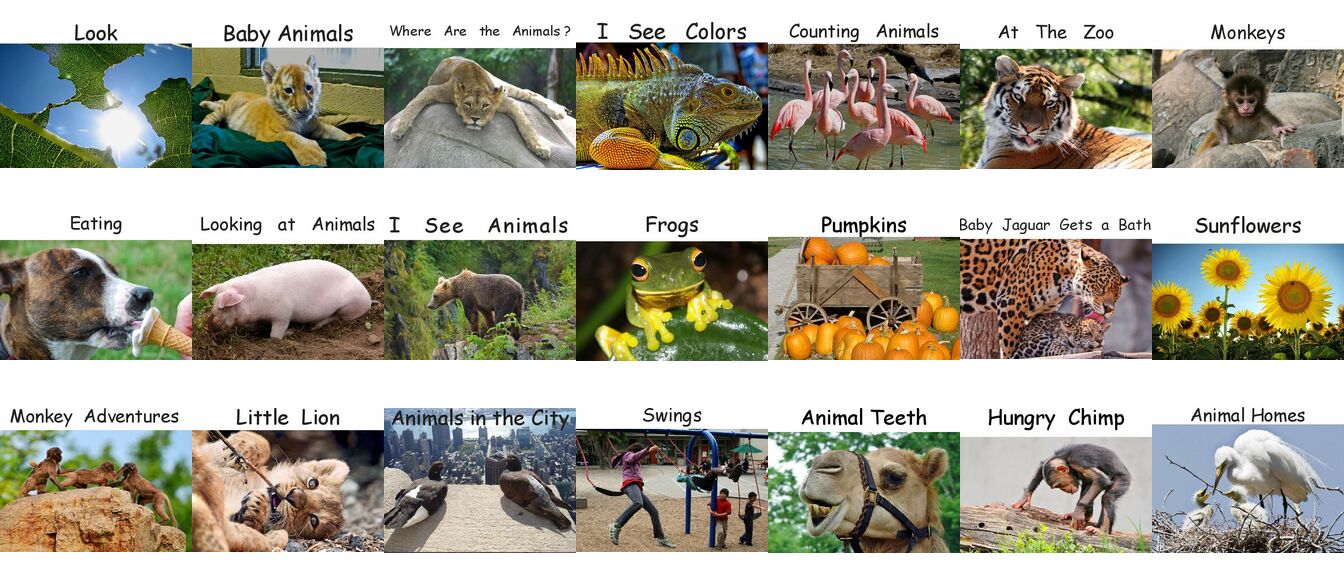 Look
Baby Animals
Where Are the Animals?
I See Colors
Counting Animals
At The Zoo
Monkeys
Eating
Looking at Animals
I See Animals
Frogs
Pumpkins
Baby Jaguar Gets a Bath
Sunflowers
Monkey Adventures
Little Lion
Animals in the City
Swings
Animal Teeth
Hungry Chimp
Animal Homes